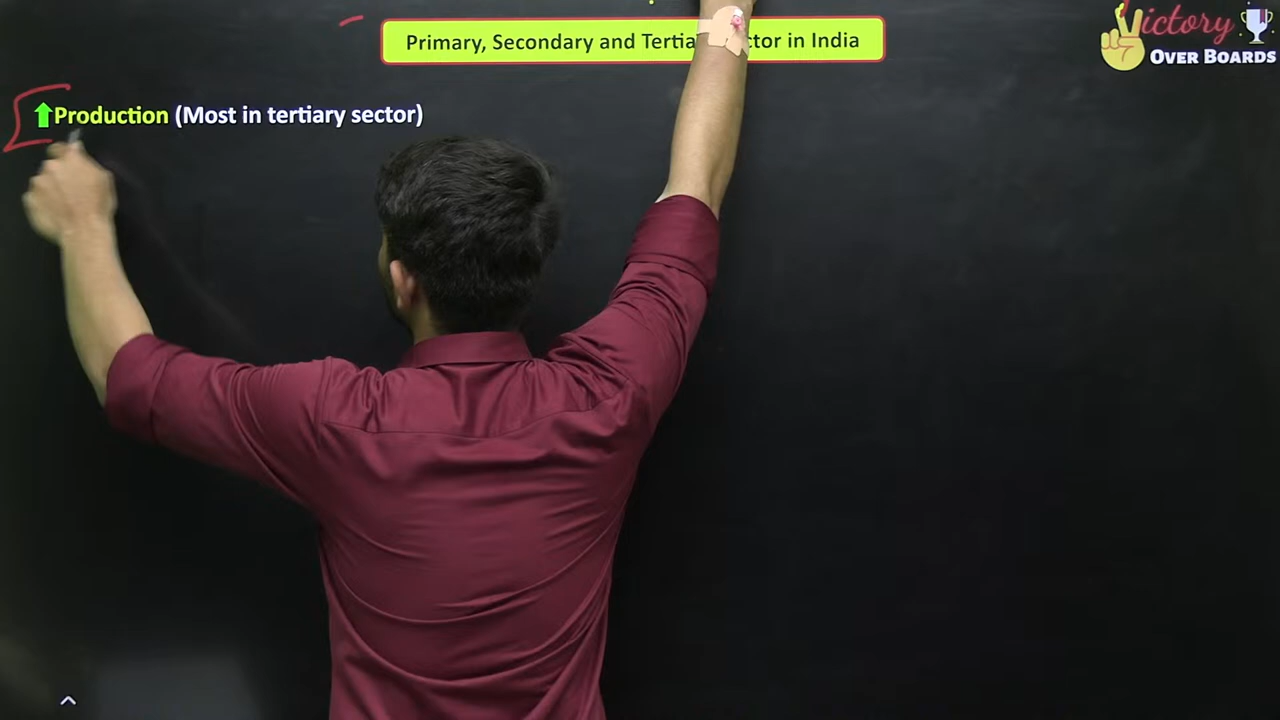 Primary, Secondary and Tertia ctor in India
Victory
OVER BOARDS
Production (Most in tertiary sector)